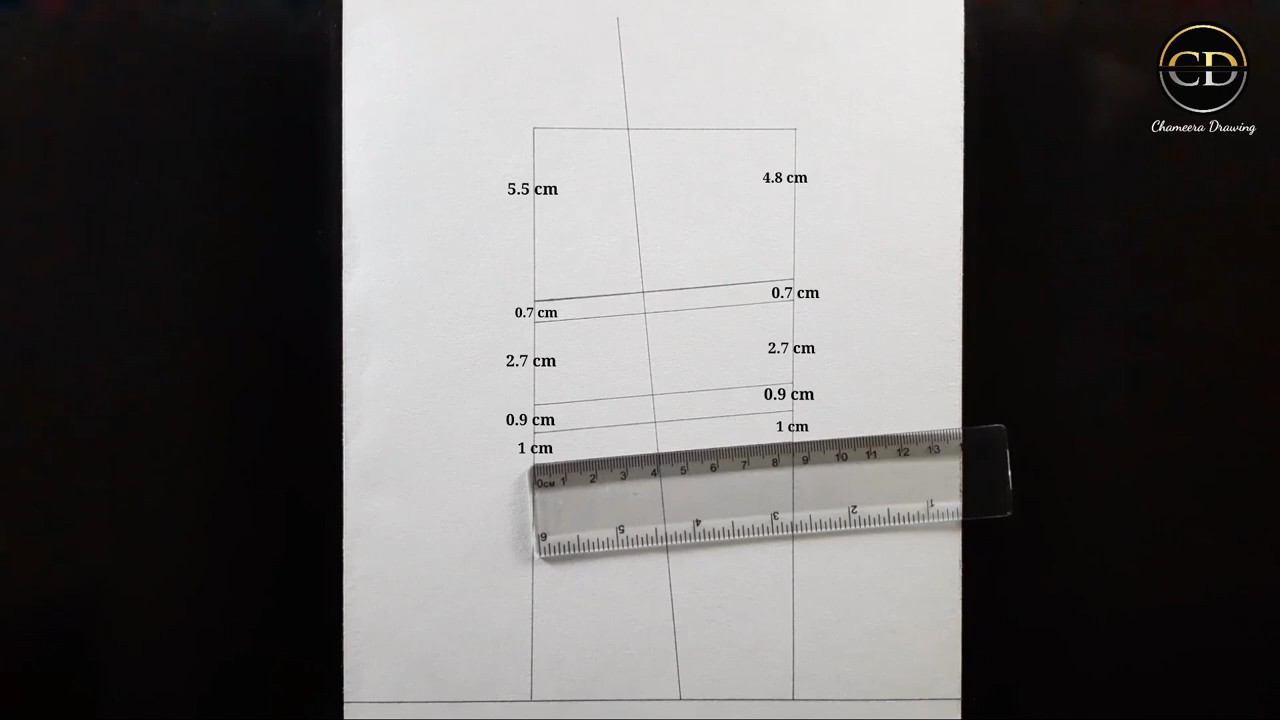 CD
Chameera Drawing
5.5 cm
4.8 cm
0.7 cm
0.7 cm
2.7 cm
2.7 cm
0.9 cm
0.9 cm
1 cm
1 cm
0CM 1 2 3 4 5 6 7 8 9 10 11 12 13
6 5 4 3 2 1